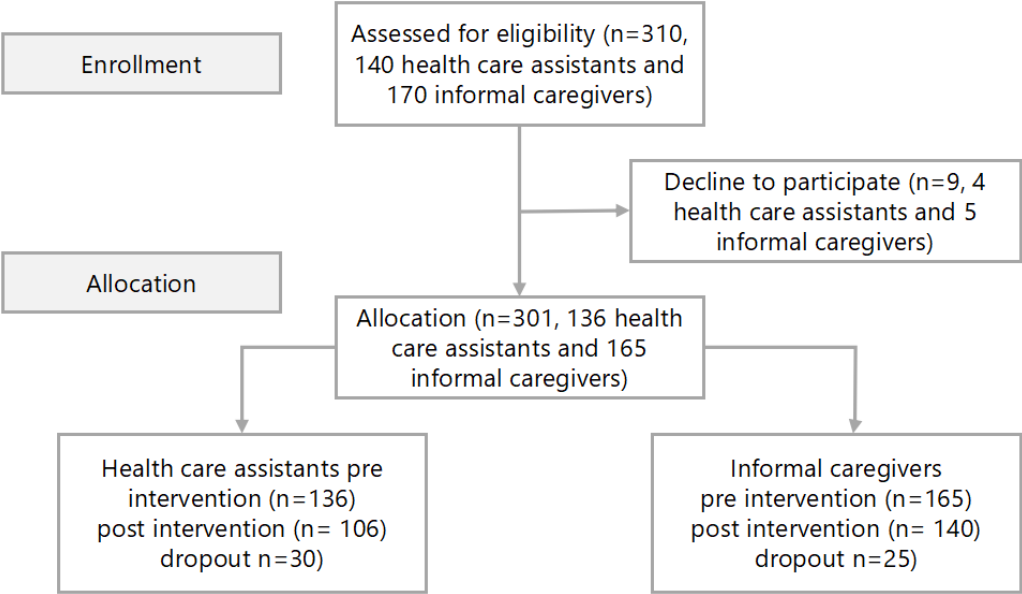 Enrollment
Assessed for eligibility (n=310,
140 health care assistants and
170 informal caregivers)
Decline to participate (n=9, 4
health care assistants and 5
informal caregivers)
Allocation
Allocation (n=301, 136 health
care assistants and 165
informal caregivers)
Health care assistants pre
intervention (n=136)
post intervention (n= 106)
dropout n=30)
Informal caregivers
pre intervention (n=165)
post intervention (n= 140)
dropout n=25)